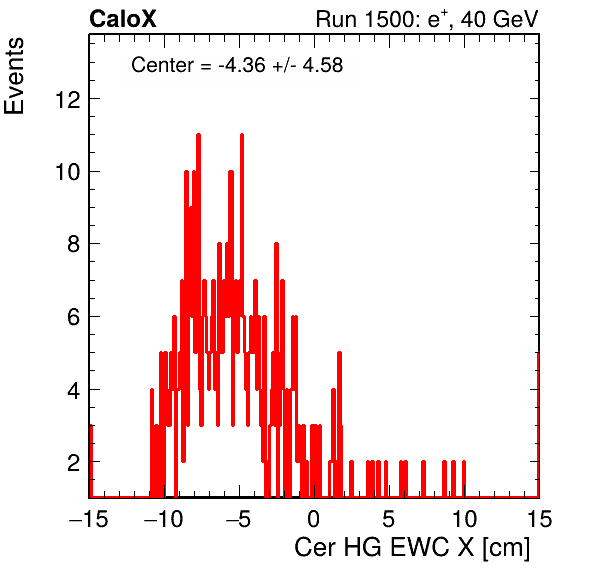 CaloX Run 1500: e⁺, 40 GeV
Center = -4.36 +/- 4.58
Events
12
10
8
6
4
2
−15 −10 −5 0 5 10 15
Cer HG EWC X [cm]